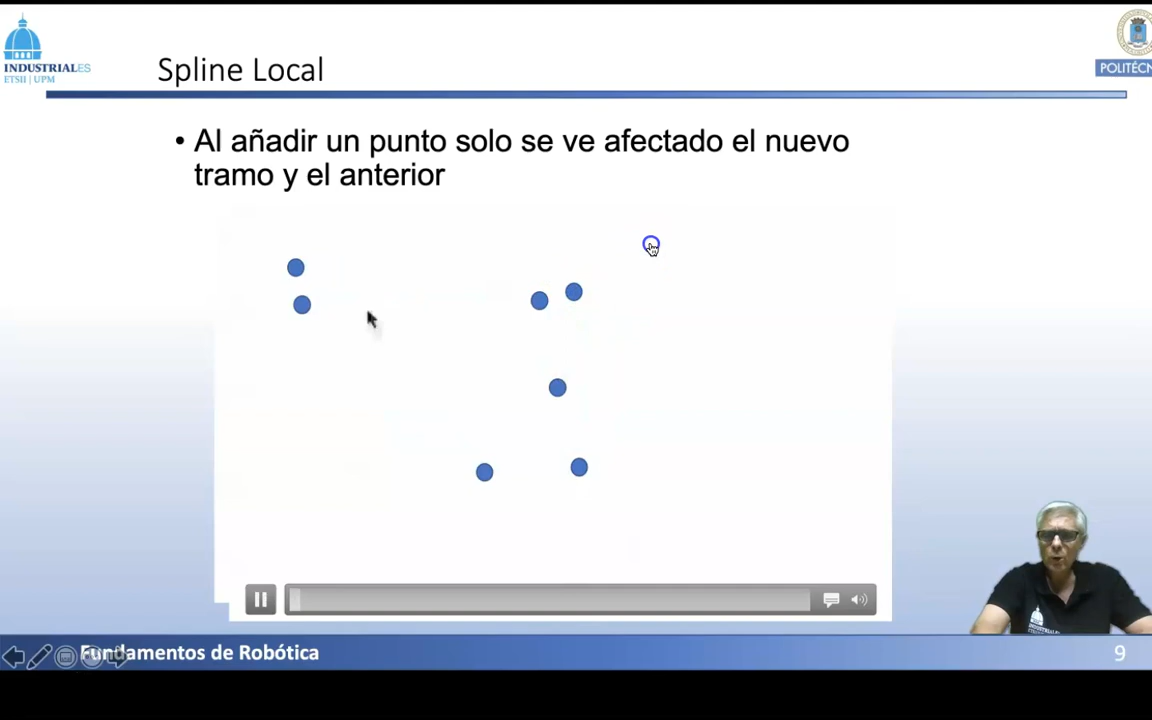 INDUSTRIALES
ETSII | UPM
Spline Local
POLITÉCN
• Al añadir un punto solo se ve afectado el nuevo
tramo y el anterior
Fundamentos de Robótica
9